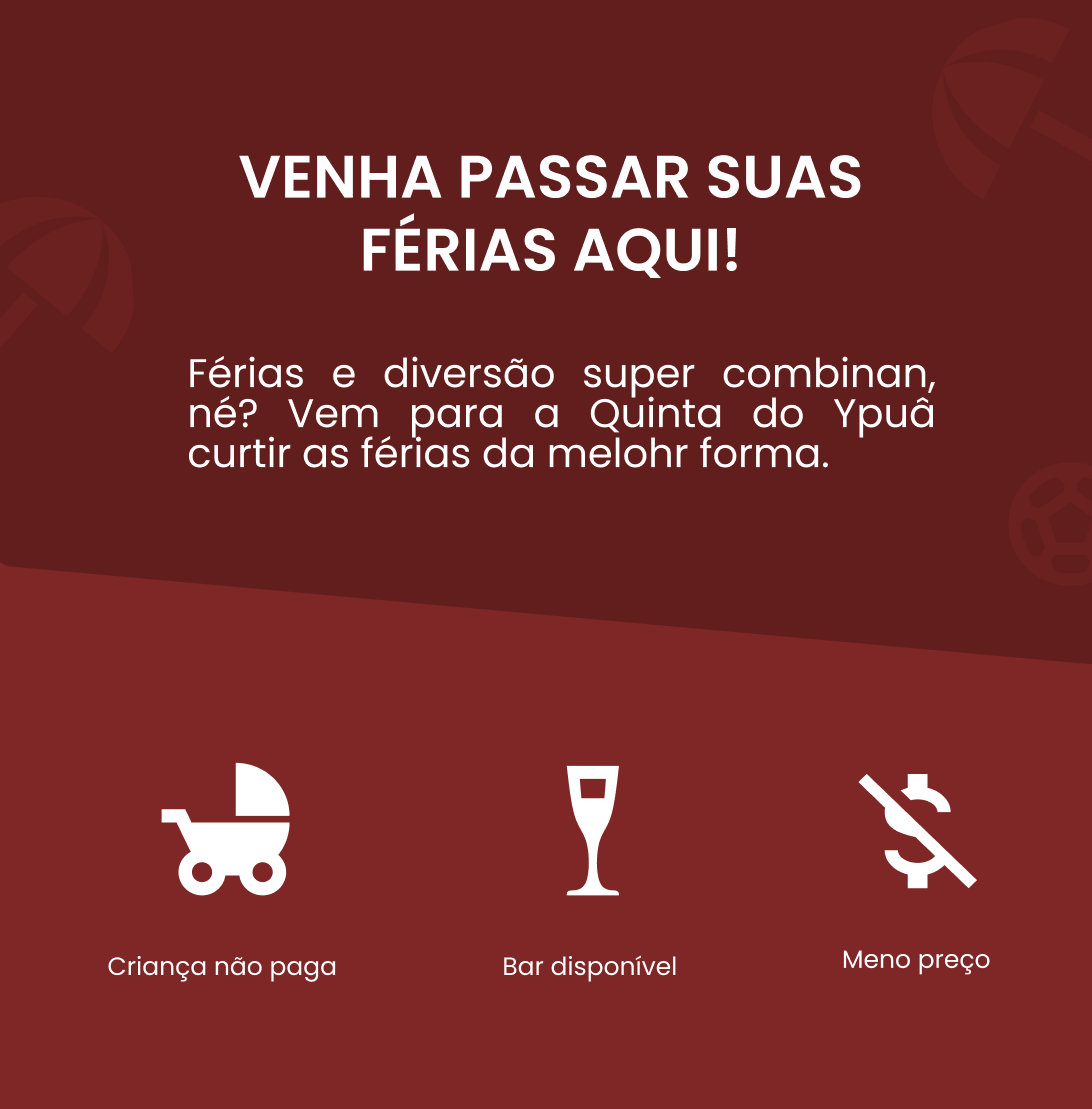 VENHA PASSAR SUAS
FÉRIAS AQUI!
Férias e diversão super combinan,
né? Vem para a Quinta do Ypuâ
curtir as férias da melohr forma.
Criança não paga
Bar disponível
Meno preço